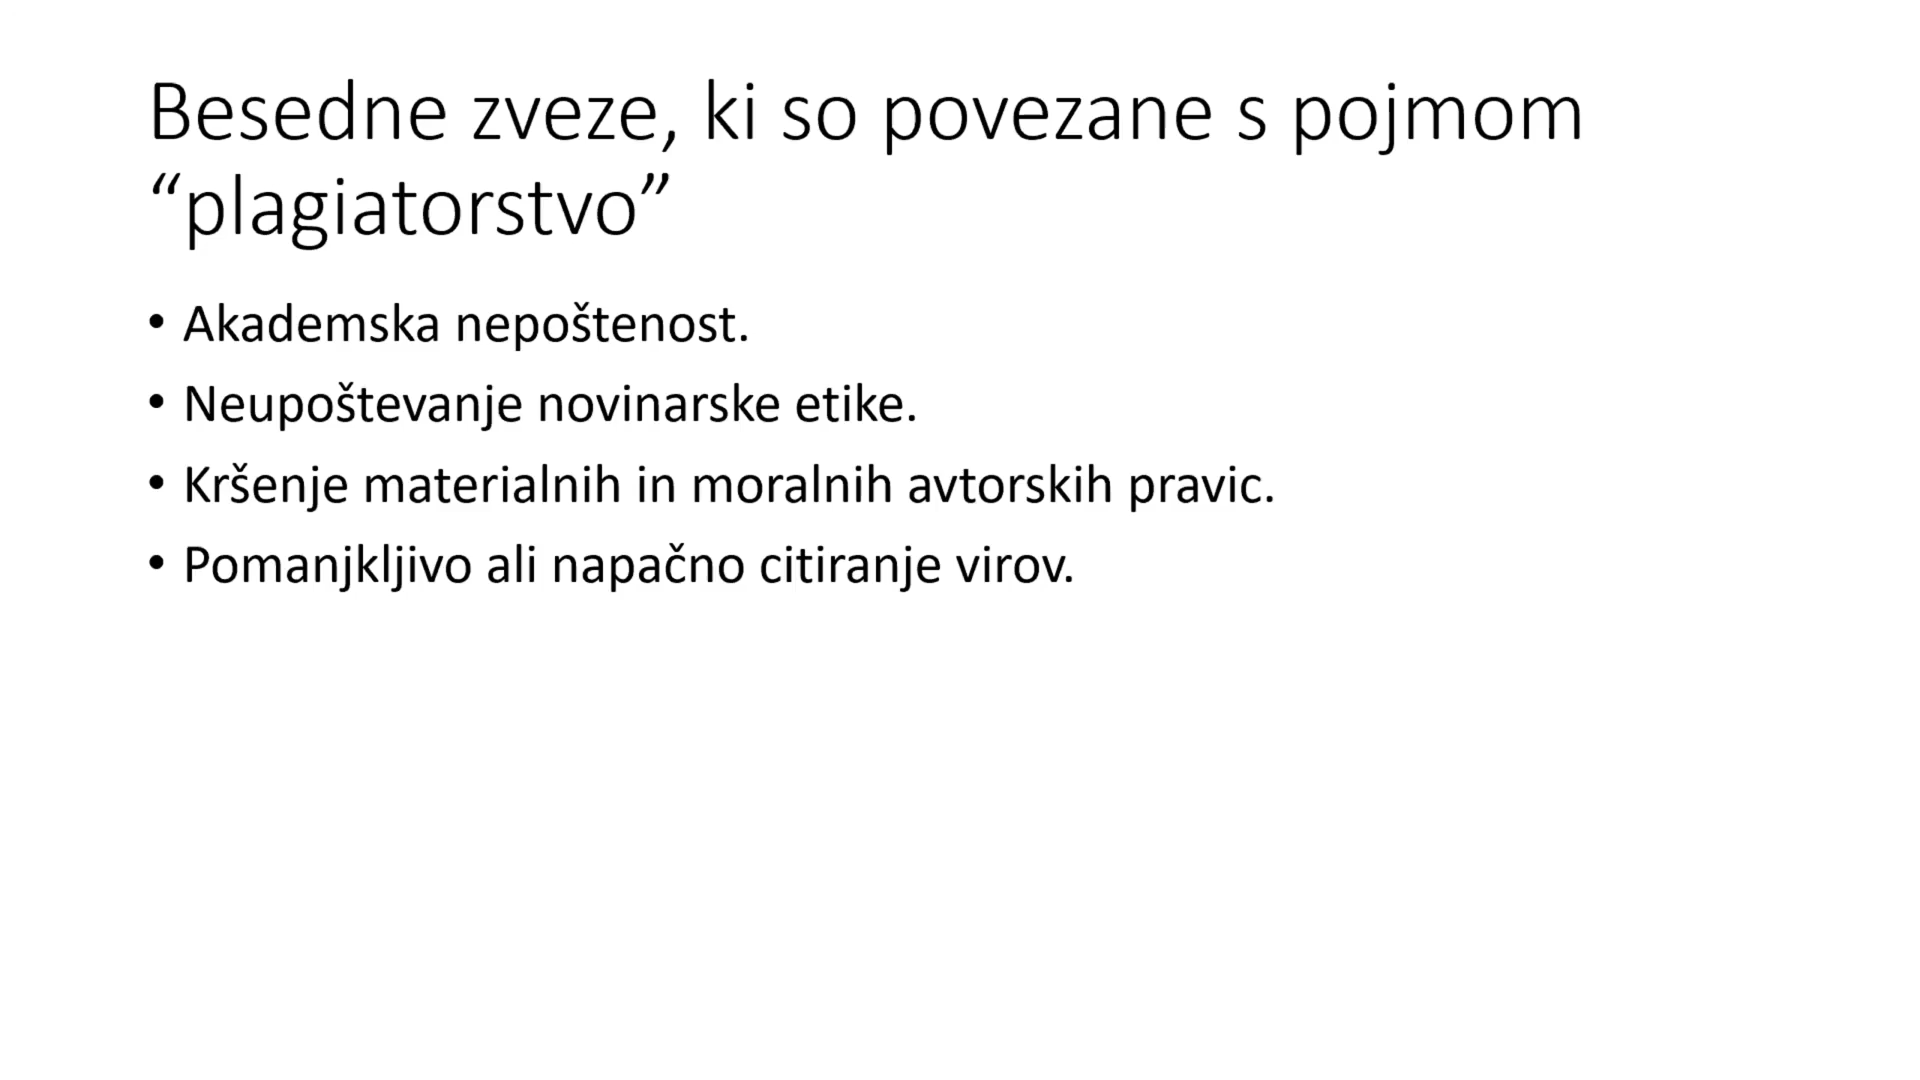 Besedne zveze, ki so povezane s pojmom
“plagiatorstvo”
• Akademska nepoštenost.
• Neupoštevanje novinarske etike.
• Kršenje materialnih in moralnih avtorskih pravic.
• Pomanjkljivo ali napačno citiranje virov.